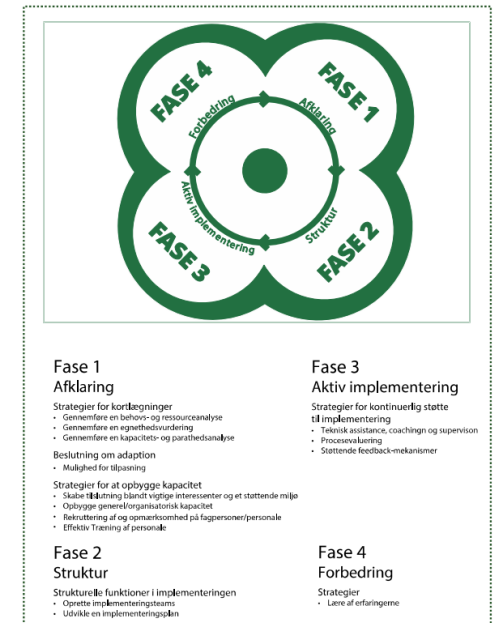 FASE 4
FASE 1
Forbedring
Afklaring
Aktiv implementering
Struktur
FASE 3
FASE 2
Fase 1
Afklaring
Strategier for kortlægninger
• Gennemføre en behovs- og ressourceanalyse
• Gennemføre en egnethedsvurdering
• Gennemføre en kapacitets- og parathedsanalyse
Beslutning om adaption
• Mulighed for tilpasning
Strategier for at opbygge kapacitet
• Skabe tilslutning blandt vigtige interessenter og et støttende miljø
• Opbygge generel/organisatorisk kapacitet
• Rekruttering af og opmærksomhed på fagpersoner/personale
• Effektiv Træning af personale
Fase 2
Struktur
Strukturelle funktioner i implementeringen
• Oprette implementeringsteams
• Udvikle en implementeringsplan
Fase 3
Aktiv implementering
Strategier for kontinuerlig støtte
til implementering
• Teknisk assistance, coachingn og supervison
• Procesevaluering
• Støttende feedback-mekanismer
Fase 4
Forbedring
Strategier
• Lære af erfaringerne